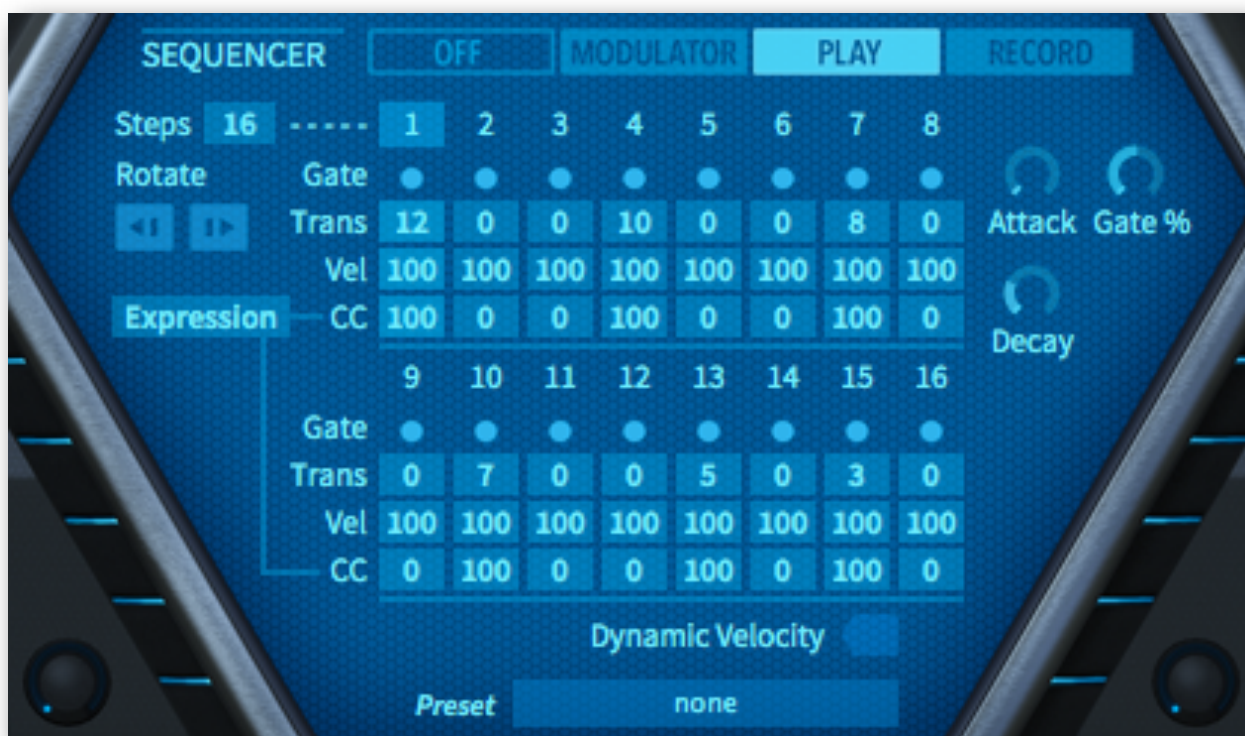 SEQUENCER OFF MODULATOR PLAY RECORD
Steps 16 ----- 1 2 3 4 5 6 7 8
Rotate Gate
Trans 12 0 0 10 0 0 8 0
Attack Gate %
Vel 100 100 100 100 100 100 100 100
Expression CC 100 0 0 100 0 0 100 0
Decay
9 10 11 12 13 14 15 16
Gate
Trans 0 7 0 0 5 0 3 0
Vel 100 100 100 100 100 100 100 100
CC 0 100 0 0 100 0 100 0
Dynamic Velocity
Preset none